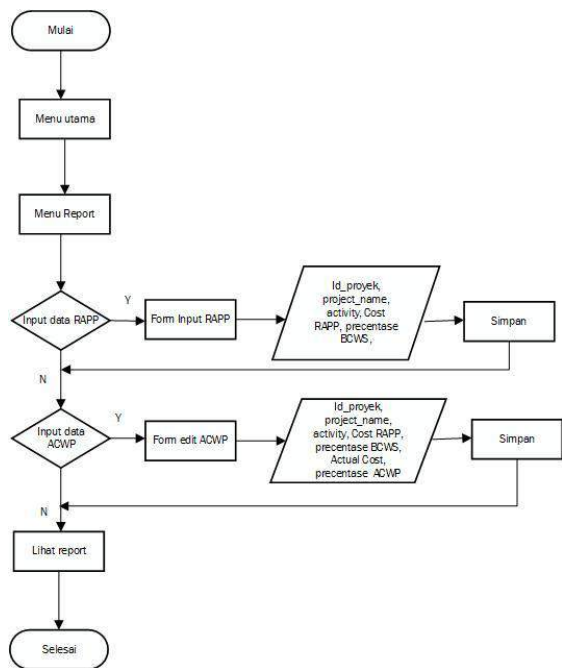 Mulai
Menu utama
Menu Report
Input data RAPP
Y
Form Input RAPP
Id_proyek,
project_name,
activity, Cost
RAPP, precentase
BCWS,
Simpan
N
Input data
ACWP
Y
Form edit ACWP
Id_proyek,
project_name,
activity, Cost RAPP,
precentase BCWS,
Actual Cost,
precentase ACWP
Simpan
N
Lihat report
Selesai